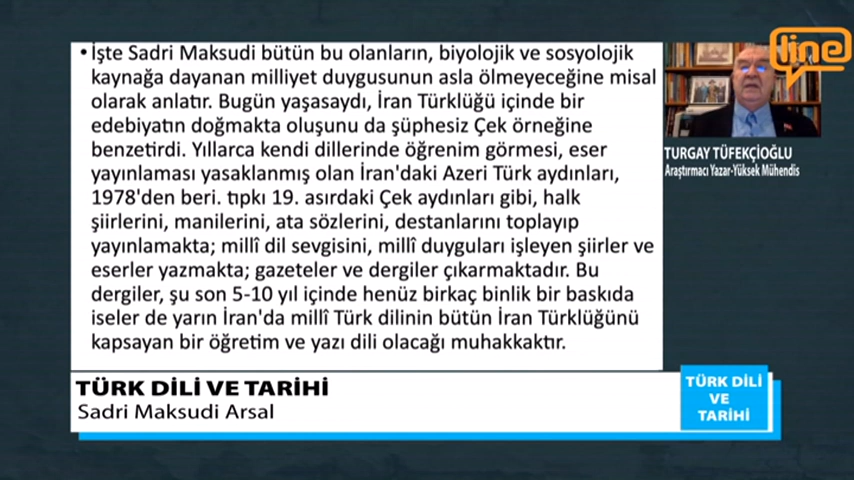 • İşte Sadri Maksudi bütün bu olanların, biyolojik ve sosyolojik
kaynağa dayanan milliyet duygusunun asla ölmeyeceğine misal
olarak anlatır. Bugün yaşasaydı, İran Türklüğü içinde bir
edebiyatın doğmakta oluşunu da şüphesiz Çek örneğine
benzetirdi. Yıllarca kendi dillerinde öğrenim görmesi, eser
yayınlaması yasaklanmış olan İran'daki Azeri Türk aydınları,
1978'den beri. tıpkı 19. asırdaki Çek aydınları gibi, halk
şiirlerini, manilerini, ata sözlerini, destanlarını toplayıp
yayınlamakta; millî dil sevgisini, millî duyguları işleyen şiirler ve
eserler yazmakta; gazeteler ve dergiler çıkarmaktadır. Bu
dergiler, şu son 5-10 yıl içinde henüz birkaç binlik bir baskıda
iseler de yarın İran'da millî Türk dilinin bütün İran Türklüğünü
kapsayan bir öğretim ve yazı dili olacağı muhakkaktır.
line
TURGAY TÜFEKÇİOĞLU
Araştırmacı Yazar-Yüksek Mühendis
TÜRK DİLİ VE TARİHİ
Sadri Maksudi Arsal
TÜRK DİLİ
VE
TARİHİ